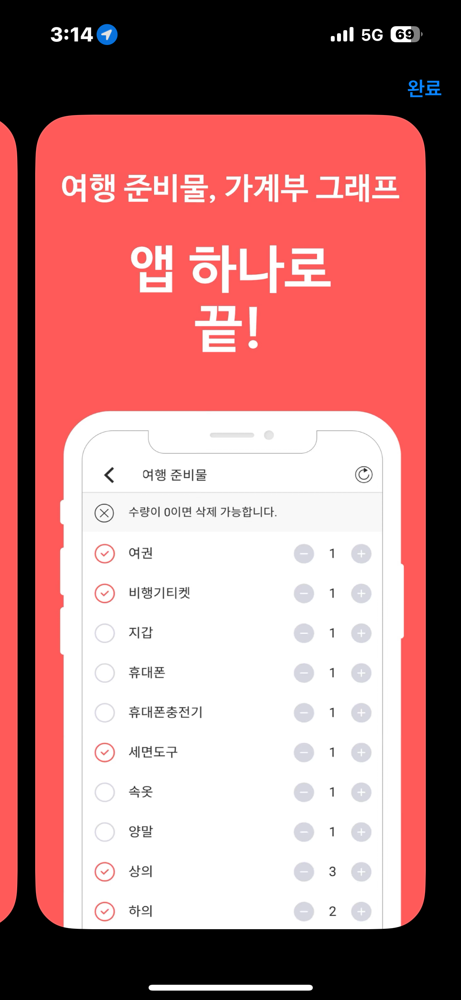 3:14 5G 69
완료
여행 준비물, 가계부 그래프
앱 하나로
끝!
여행 준비물
수량이 0이면 삭제 가능합니다.
여권 1
비행기티켓 1
지갑 1
휴대폰 1
휴대폰충전기 1
세면도구 1
속옷 1
양말 1
상의 3
하의 2